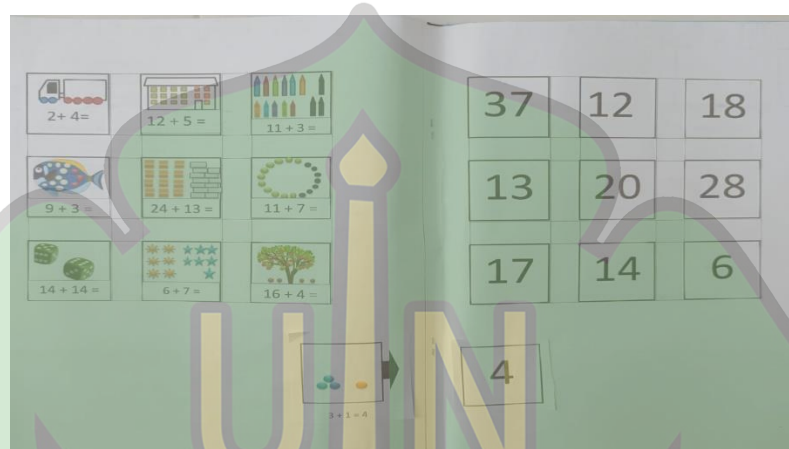 2+ 4=
12 + 5 =
11 + 3 =
9 + 3 =
24 + 13 =
11 + 7 =
14 + 14 =
6 + 7 =
16 + 4 =
3 + 1 = 4
37 12 18
13 20 28
17 14 6
4
UIN